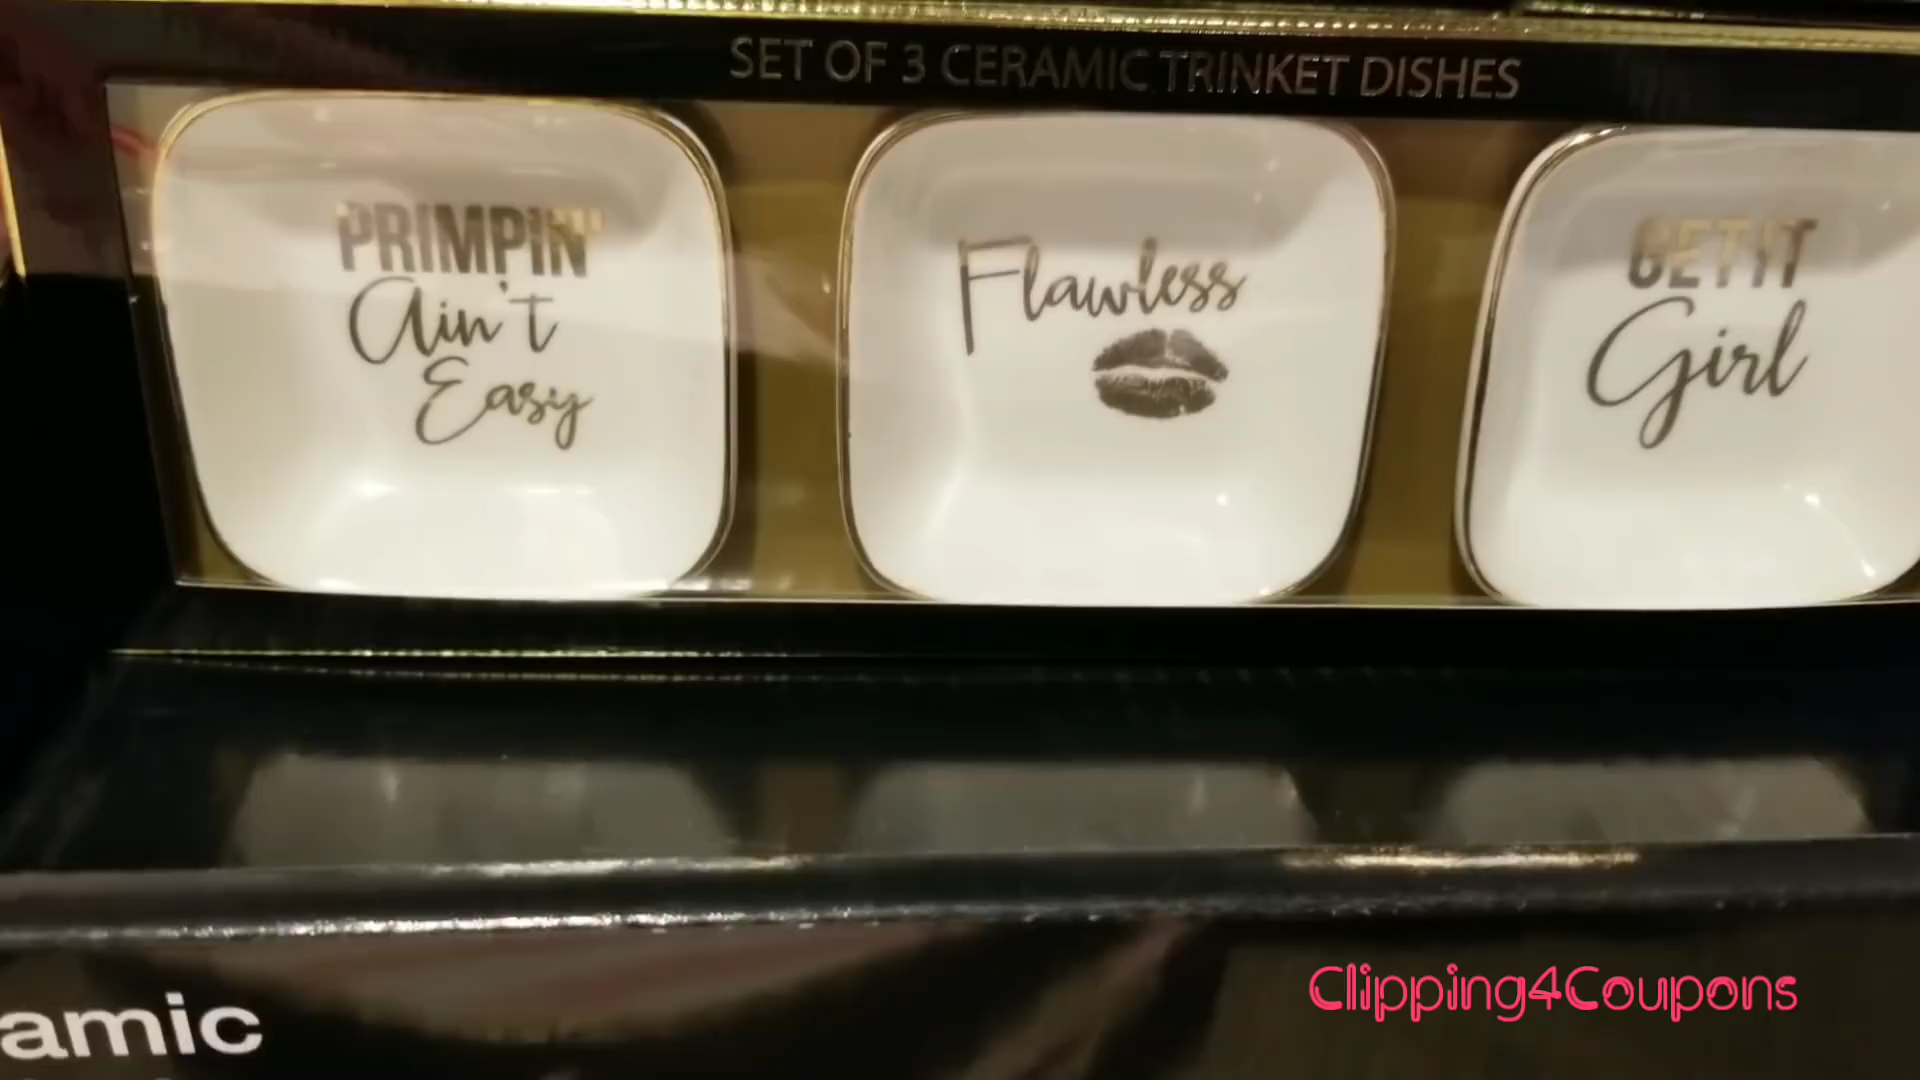 SET OF 3 CERAMIC TRINKET DISHES
PRIMPIN'
Ain't
Easy
Flawless
GET IT
Girl
amic
Clipping4Coupons